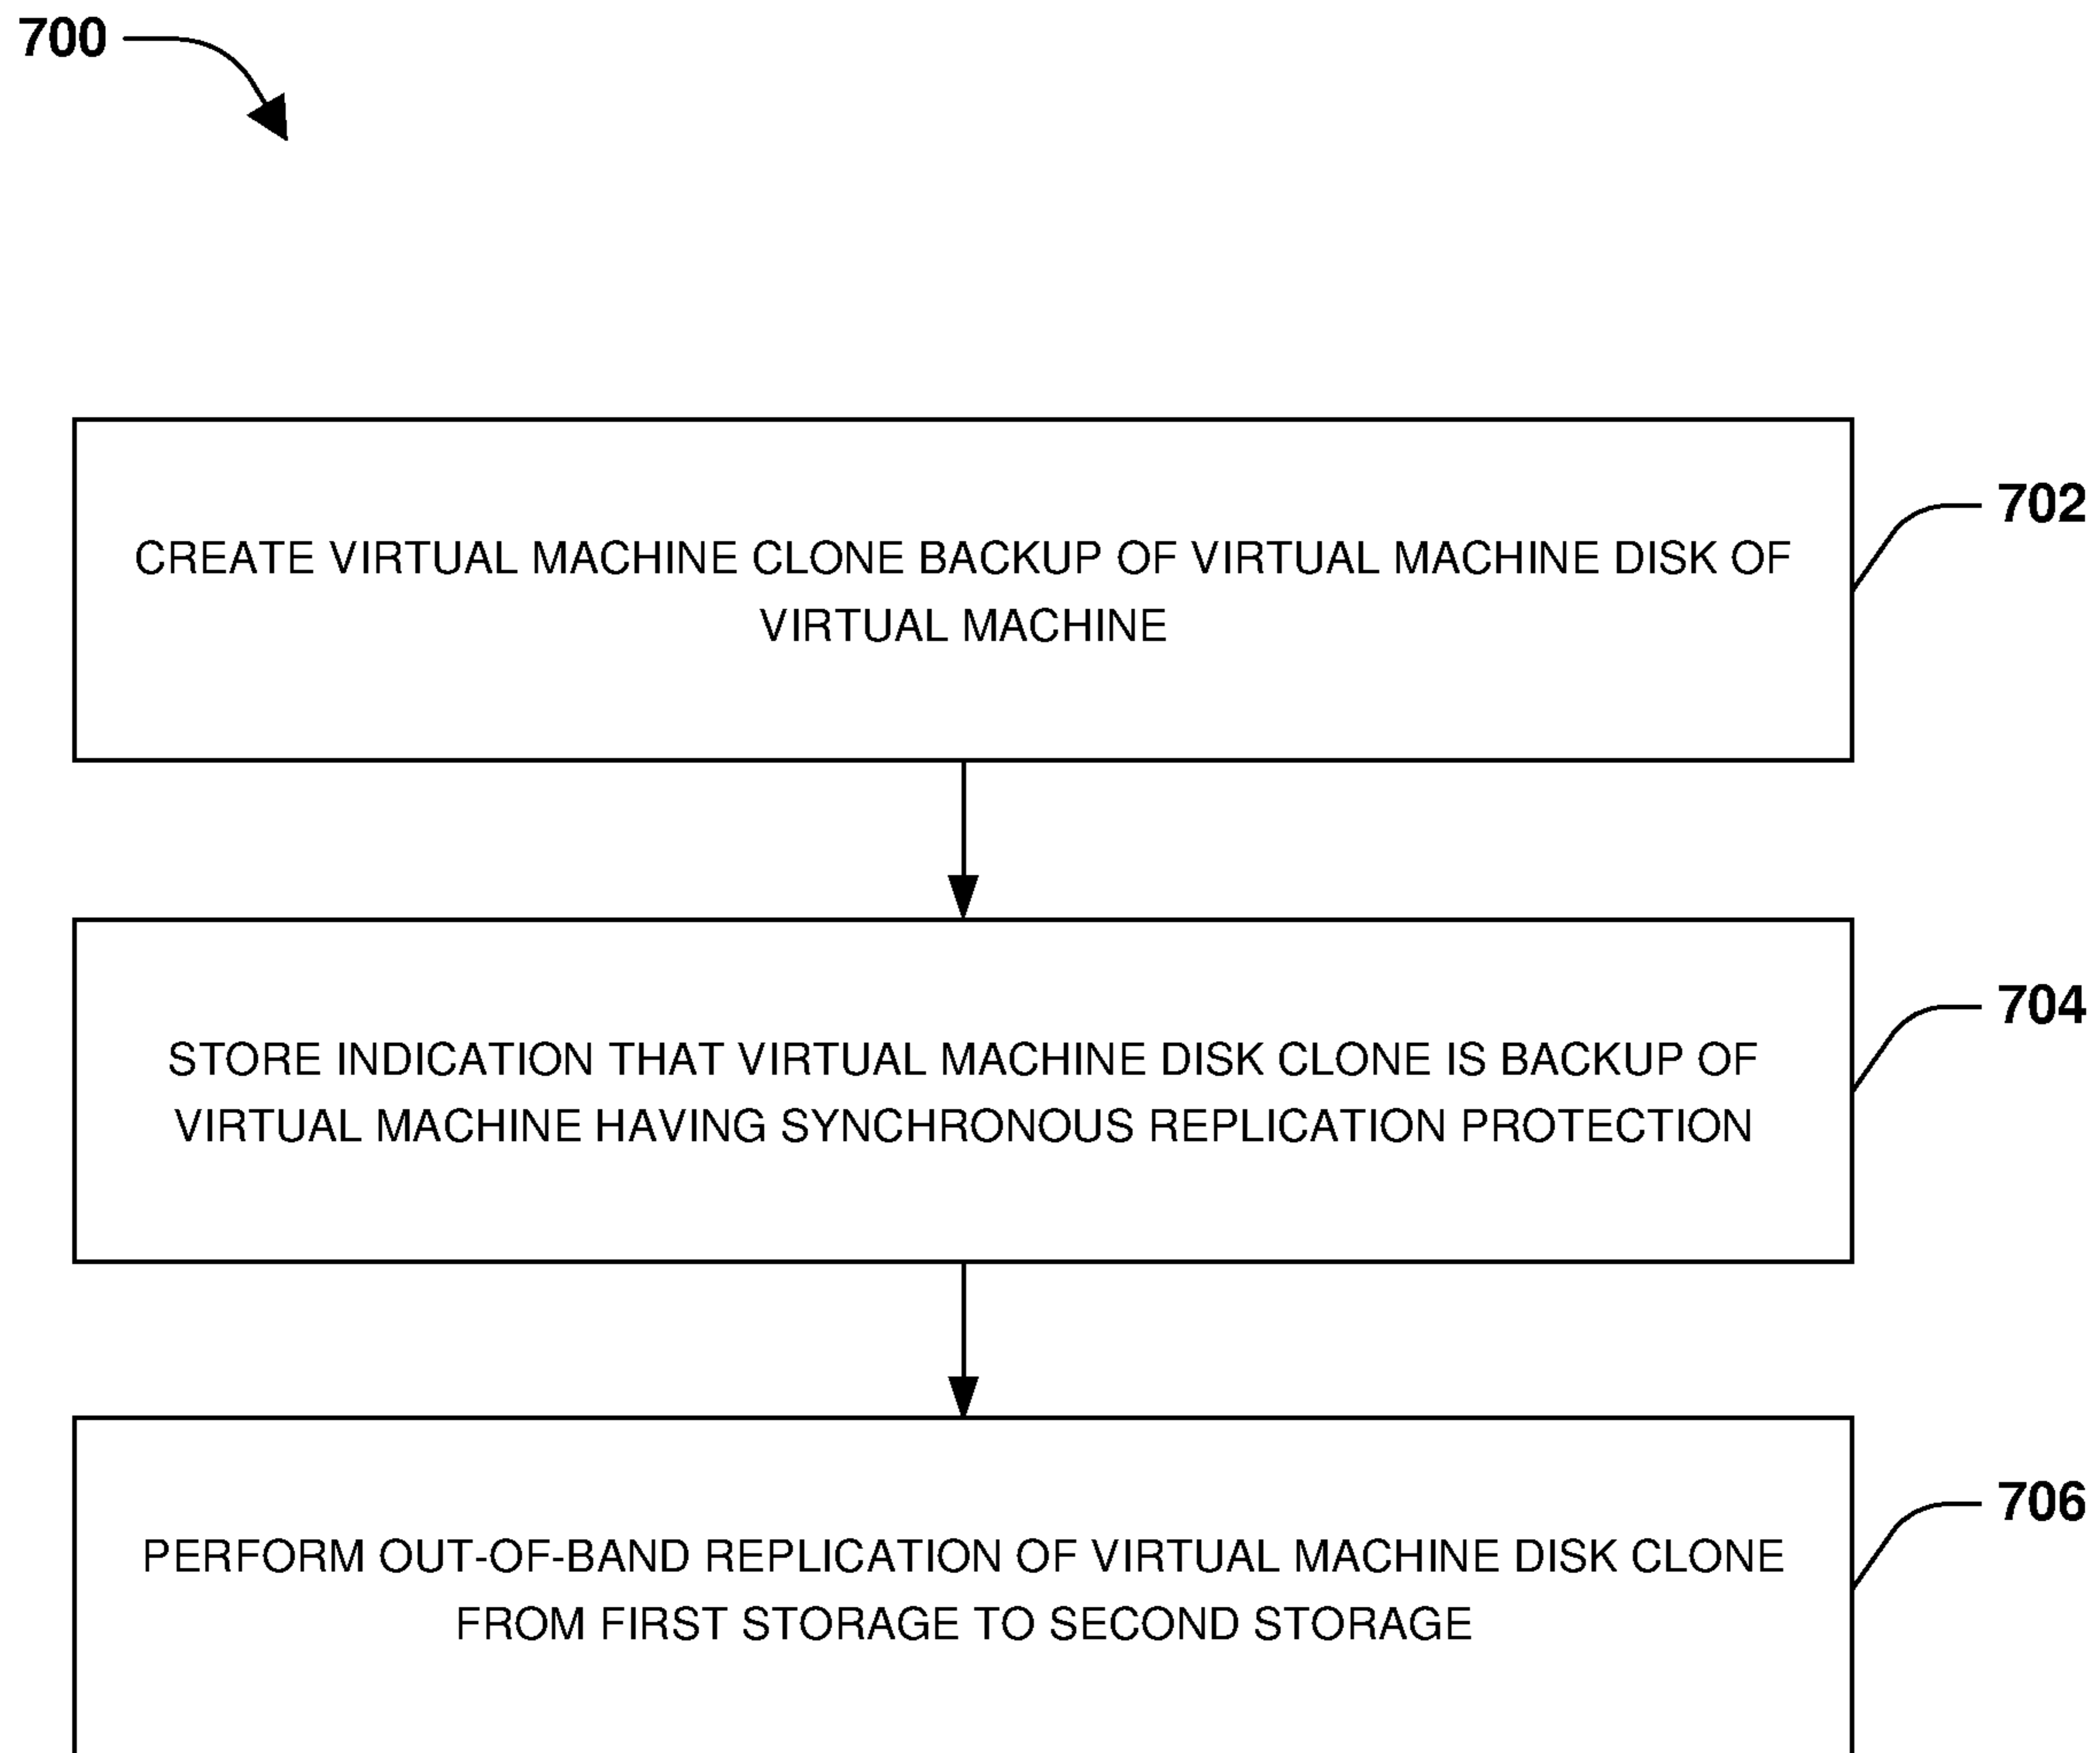 700
702
CREATE VIRTUAL MACHINE CLONE BACKUP OF VIRTUAL MACHINE DISK OF
VIRTUAL MACHINE
704
STORE INDICATION THAT VIRTUAL MACHINE DISK CLONE IS BACKUP OF
VIRTUAL MACHINE HAVING SYNCHRONOUS REPLICATION PROTECTION
706
PERFORM OUT-OF-BAND REPLICATION OF VIRTUAL MACHINE DISK CLONE
FROM FIRST STORAGE TO SECOND STORAGE